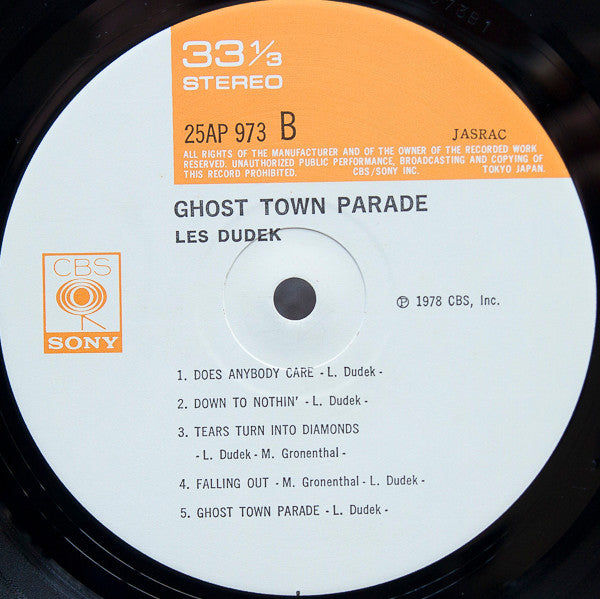 33 1/3
STEREO
25AP 973 B
JASRAC
ALL RIGHTS OF THE MANUFACTURER AND OF THE OWNER OF THE RECORDED WORK
RESERVED. UNAUTHORIZED PUBLIC PERFORMANCE, BROADCASTING AND COPYING OF
THIS RECORD PROHIBITED. CBS/SONY INC. TOKYO JAPAN.
GHOST TOWN PARADE
LES DUDEK
CBS
SONY
Ⓟ 1978 CBS, Inc.
1. DOES ANYBODY CARE - L. Dudek -
2. DOWN TO NOTHIN' - L. Dudek -
3. TEARS TURN INTO DIAMONDS
- L. Dudek - M. Gronenthal -
4. FALLING OUT - M. Gronenthal - L. Dudek -
5. GHOST TOWN PARADE - L. Dudek -